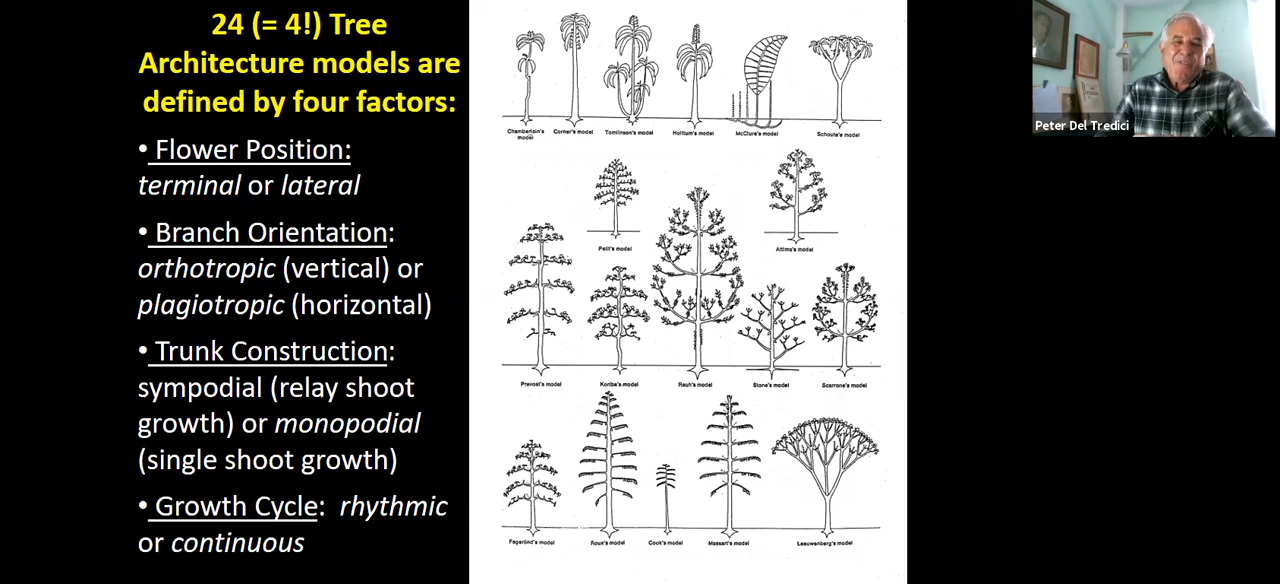 24 (= 4!) Tree
Architecture models are
defined by four factors:
• Flower Position:
terminal or lateral
• Branch Orientation:
orthotropic (vertical) or
plagiotropic (horizontal)
• Trunk Construction:
sympodial (relay shoot
growth) or monopodial
(single shoot growth)
• Growth Cycle: rhythmic
or continuous
Chamberlain's model
Corner's model
Tomlinson's model
Holttum's model
McClure's model
Schoute's model
Petit's model
Attims's model
Prevost's model
Koriba's model
Rauh's model
Stone's model
Scarrone's model
Fagerlind's model
Roux's model
Cook's model
Massart's model
Leeuwenberg's model
Peter Del Tredici